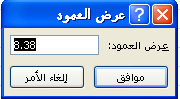 عرض العمود
عرض العمود: 8.38
موافق إلغاء الأمر